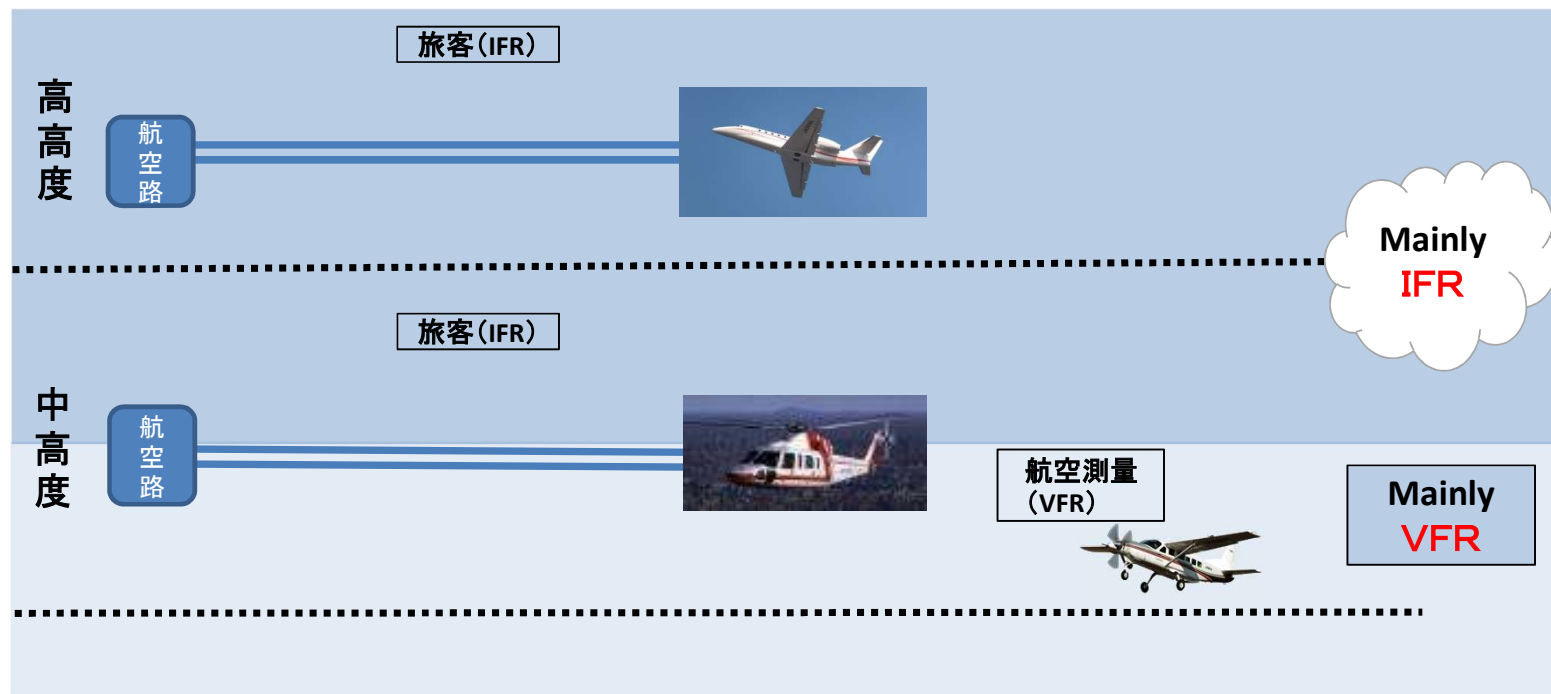 旅客（IFR）
高高度
航空路
Mainly
IFR
旅客（IFR）
中高度
航空路
航空測量
（VFR）
Mainly
VFR